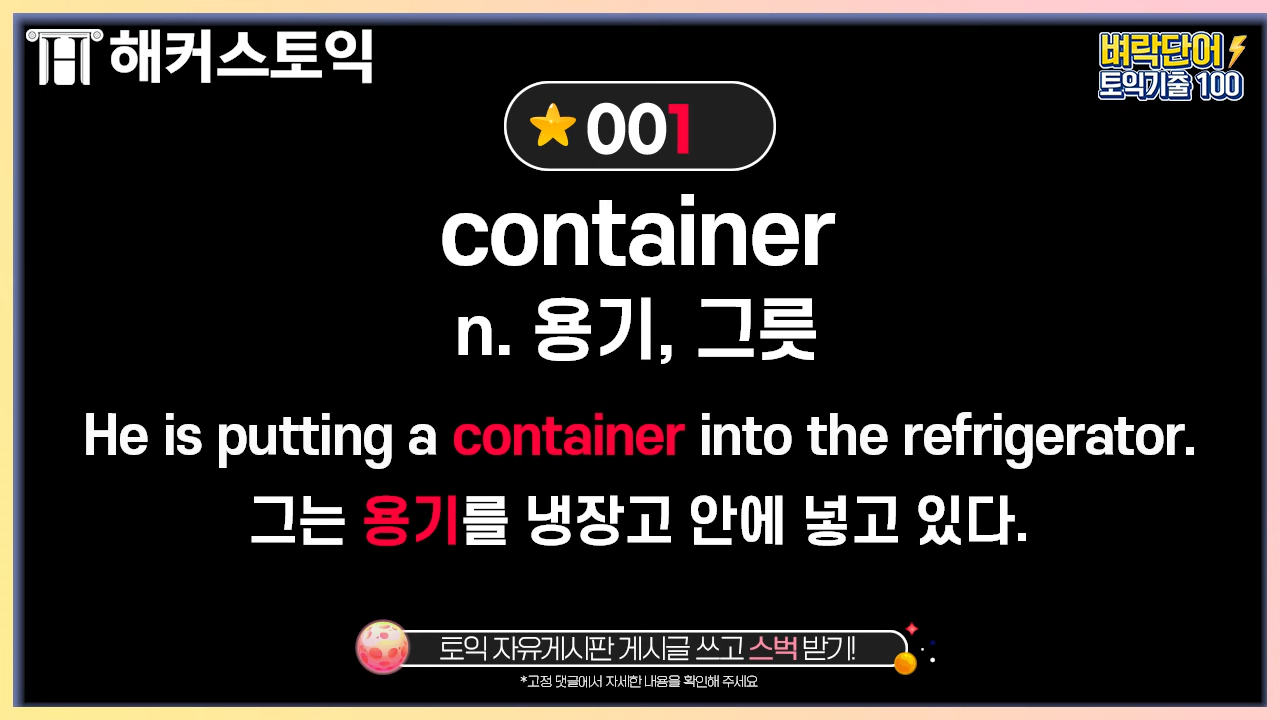 해커스토익
벼락단어
토익기출 100
001
container
n. 용기, 그릇
He is putting a container into the refrigerator.
그는 용기를 냉장고 안에 넣고 있다.
토익 자유게시판 게시글 쓰고 스벅 받기!
*고정 댓글에서 자세한 내용을 확인해 주세요